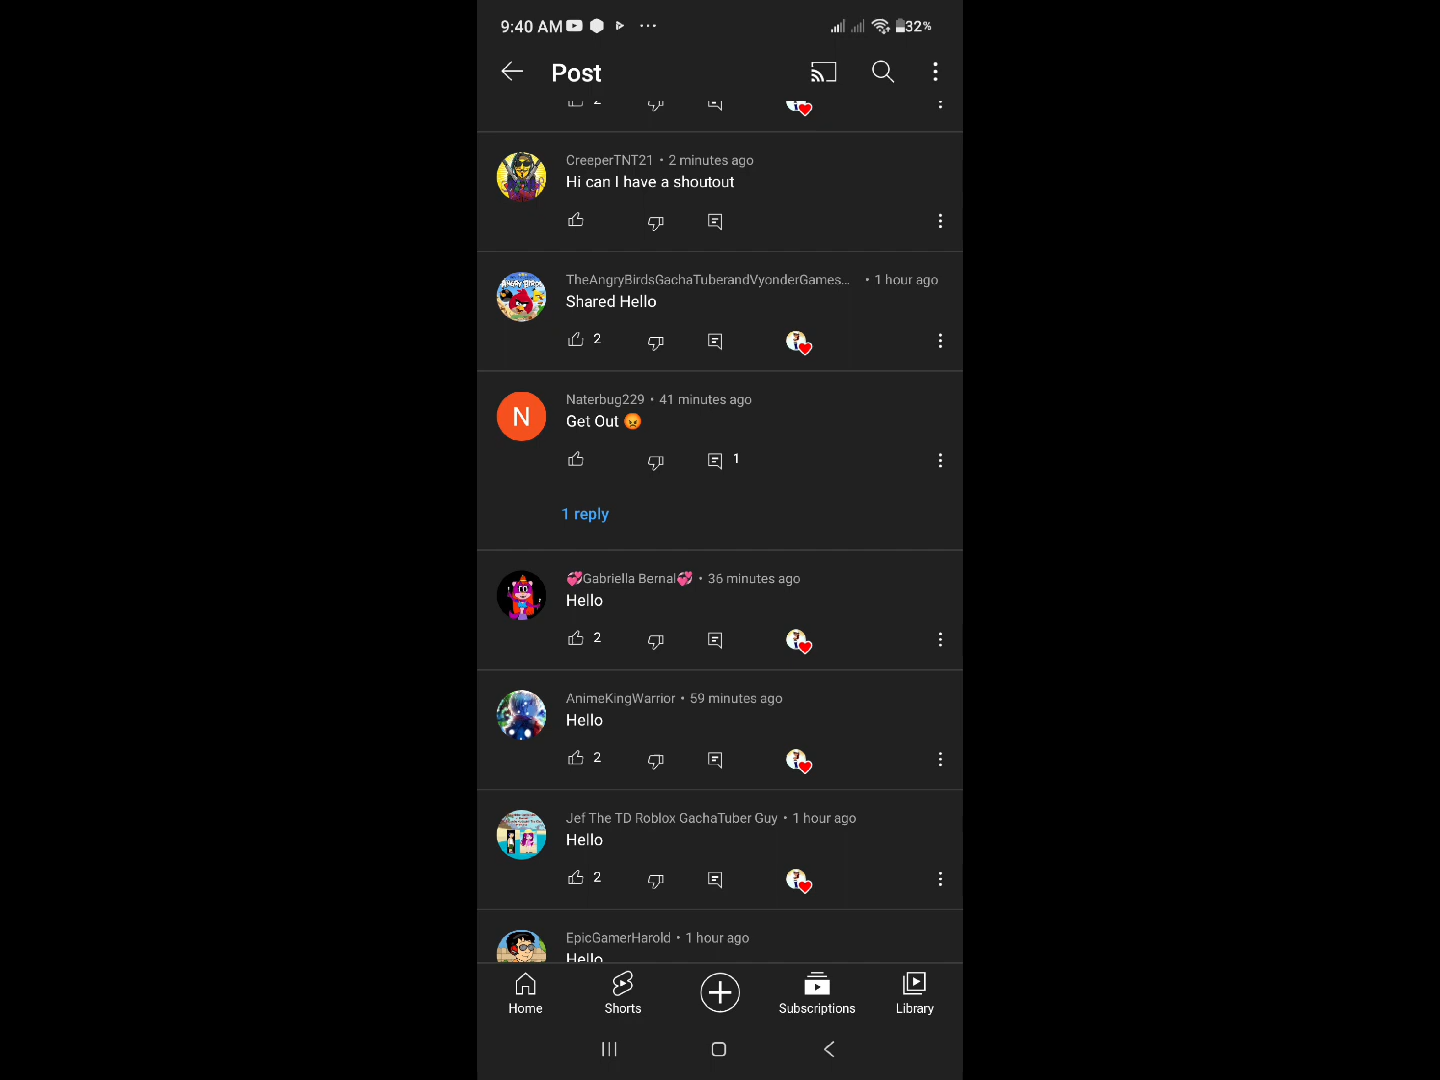 9:40 AM 32%
Post
2
CreeperTNT21 • 2 minutes ago
Hi can I have a shoutout
TheAngryBirdsGachaTuberandVyonderGames... • 1 hour ago
Shared Hello
2
Naterbug229 • 41 minutes ago
Get Out 😡
1
1 reply
💞Gabriella Bernal💞 • 36 minutes ago
Hello
2
AnimeKingWarrior • 59 minutes ago
Hello
2
Jef The TD Roblox GachaTuber Guy • 1 hour ago
Hello
2
EpicGamerHarold • 1 hour ago
Hello
Home Shorts Subscriptions Library